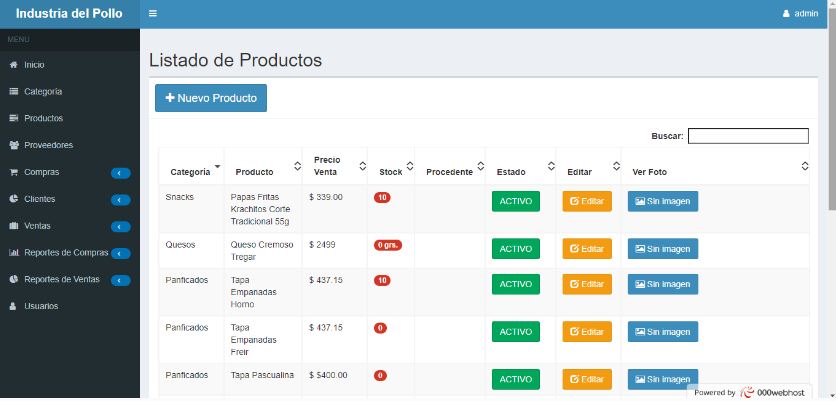 Industria del Pollo
admin
MENU
Inicio
Categoría
Productos
Proveedores
Compras
Clientes
Ventas
Reportes de Compras
Reportes de Ventas
Usuarios
Listado de Productos
Nuevo Producto
Buscar:
Categoría Producto Precio Venta Stock Procedente Estado Editar Ver Foto
Snacks Papas Fritas $ 339.00 10 ACTIVO Editar Sin imagen
Krachitos Corte
Tradicional 55g
Quesos Queso Cremoso $ 2499 0 grs. ACTIVO Editar Sin imagen
Tregar
Panficados Tapa $ 437.15 10 ACTIVO Editar Sin imagen
Empanadas
Horno
Panficados Tapa $ 437.15 0 ACTIVO Editar Sin imagen
Empanadas
Freir
Panficados Tapa Pascualina $ $400.00 0 ACTIVO Editar Sin imagen
Powered by 000webhost